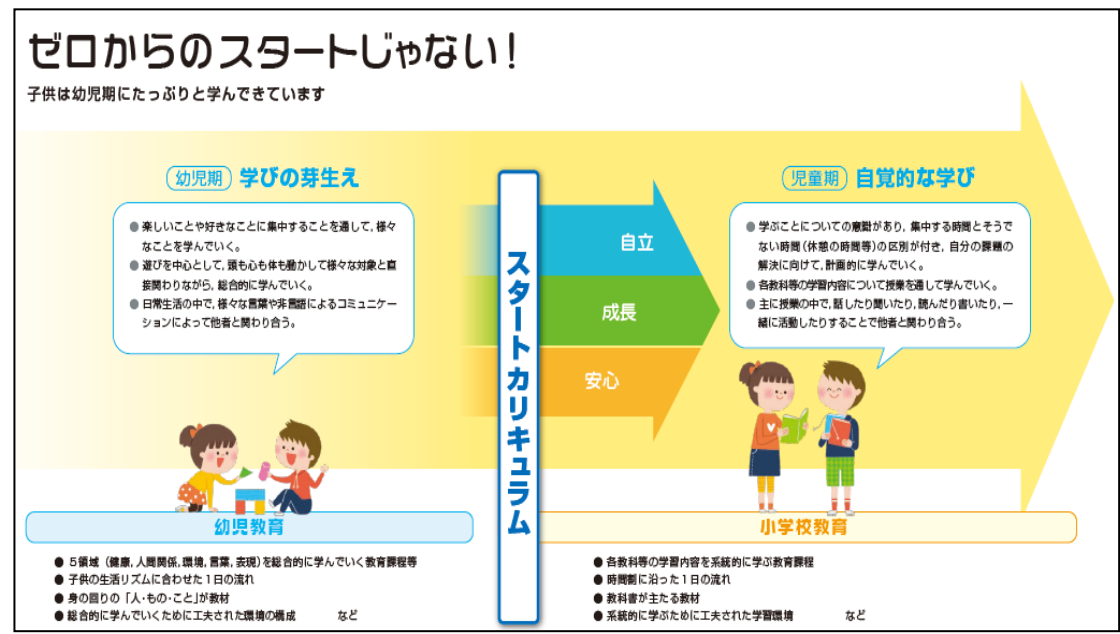 ゼロからのスタートじゃない!
子供は幼児期にたっぷりと学んできています
幼児期 学びの芽生え
● 楽しいことや好きなことに集中することを通して,様々
なことを学んでいく。
● 遊びを中心として,頭も心も体も動かして様々な対象と直
接関わりながら,総合的に学んでいく。
● 日常生活の中で,様々な言葉や非言語によるコミュニケー
ションによって他者と関わり合う。
スタートカリキュラム
自立
成長
安心
児童期 自覚的な学び
● 学ぶことについての意識があり,集中する時間とそうで
ない時間(休憩の時間等)の区別が付き,自分の課題の
解決に向けて,計画的に学んでいく。
● 各教科等の学習内容について授業を通して学んでいく。
● 主に授業の中で,話したり聞いたり,読んだり書いたり,一
緒に活動したりすることで他者と関わり合う。
幼児教育
● 5領域(健康,人間関係,環境,言葉,表現)を総合的に学んでいく教育課程等
● 子供の生活リズムに合わせた1日の流れ
● 身の回りの「人・もの・こと」が教材
● 総合的に学んでいくために工夫された環境の構成 など
小学校教育
● 各教科等の学習内容を系統的に学ぶ教育課程
● 時間割に沿った1日の流れ
● 教科書が主たる教材
● 系統的に学ぶために工夫された学習環境 など